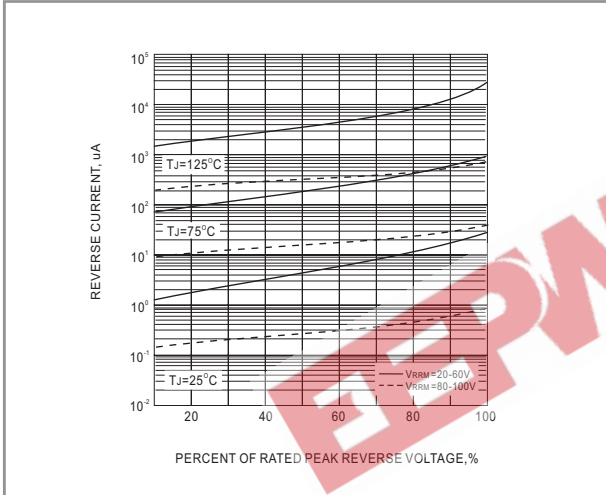 10⁵
10⁴
10³
10²
10¹
10⁰
10⁻¹
10⁻²
REVERSE CURRENT, uA
TJ=125°C
TJ=75°C
TJ=25°C
VRRM=20-60V
VRRM=80-100V
20 40 60 80 100
PERCENT OF RATED PEAK REVERSE VOLTAGE,%
EEPW